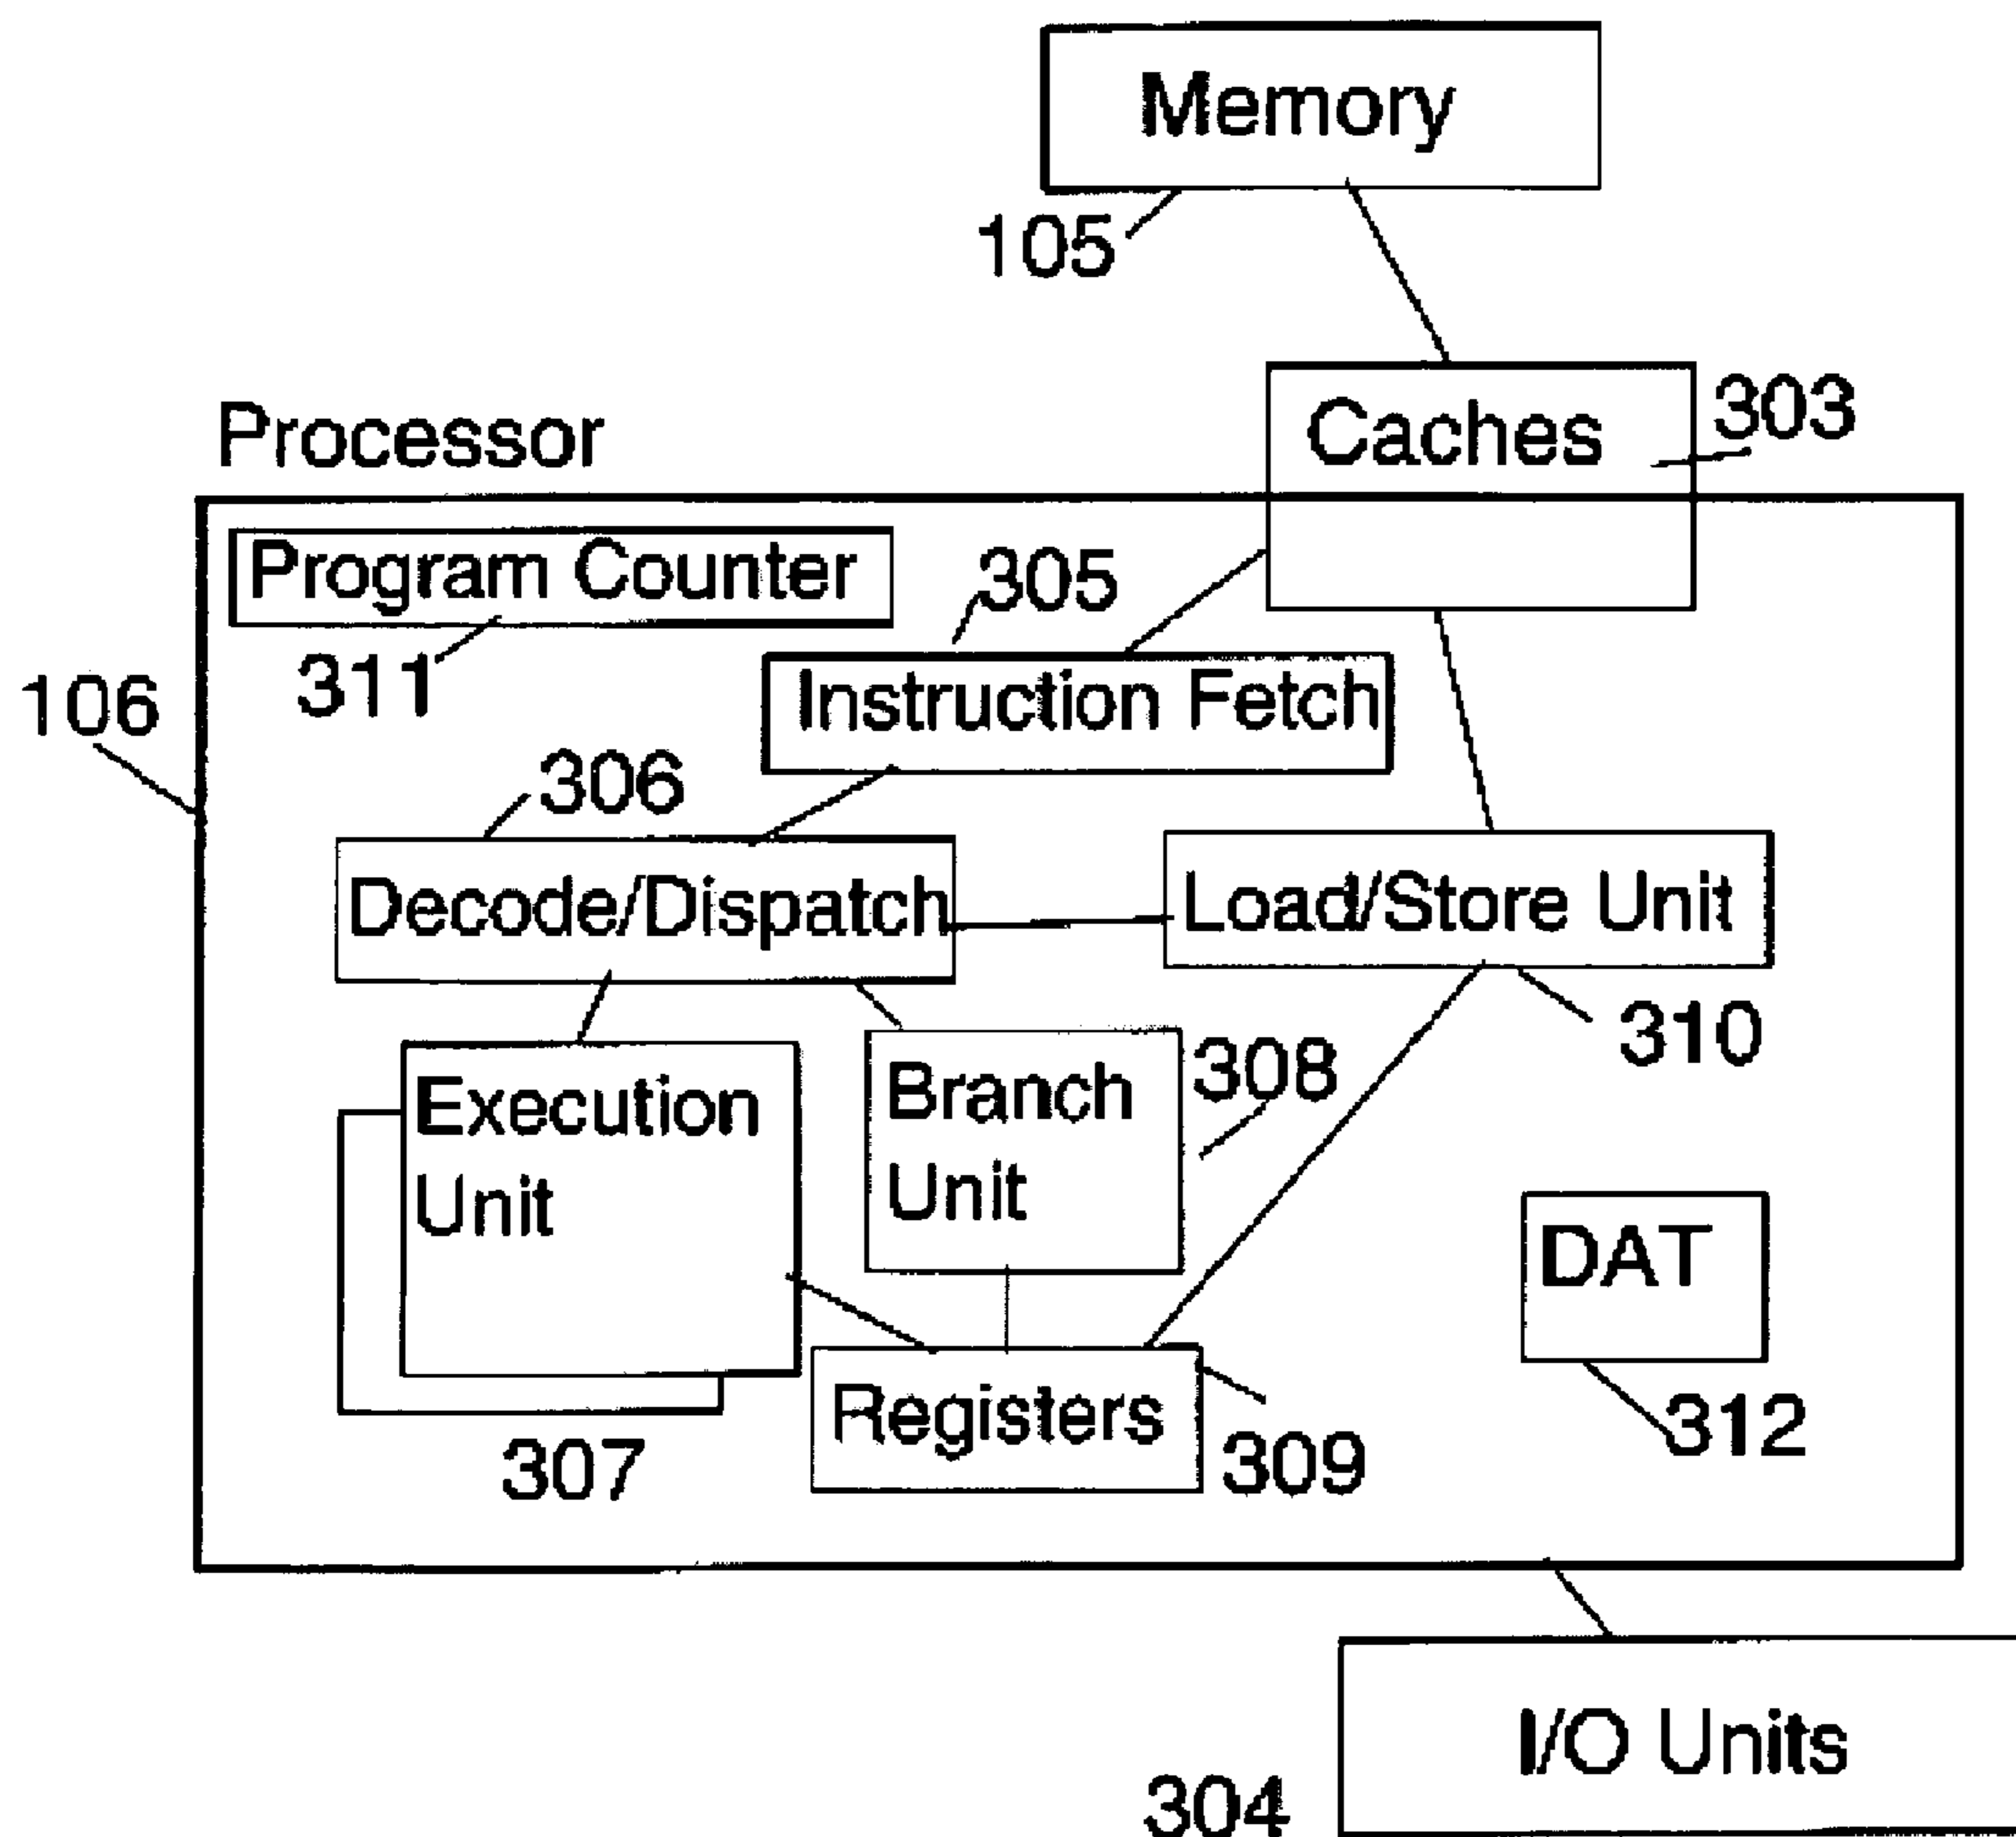 Memory
105
Caches
303
Processor
Program Counter
305
311
Instruction Fetch
106
306
Decode/Dispatch
Load/Store Unit
310
Execution
Unit
Branch
Unit
308
DAT
Registers
307
309
312
I/O Units
304